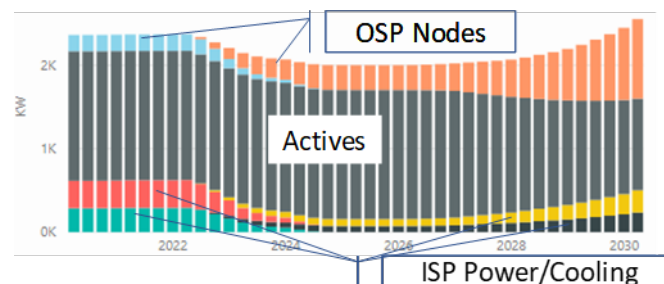 OSP Nodes
2K
KW
1K
Actives
0K
2022
2024
2026
2028
2030
ISP Power/Cooling